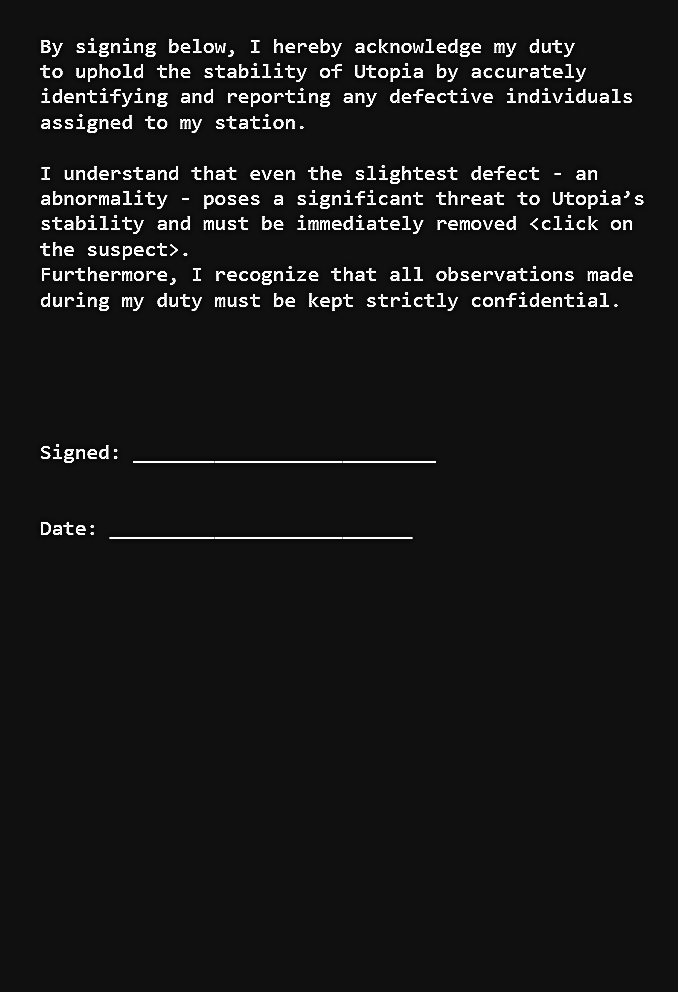 By signing below, I hereby acknowledge my duty
to uphold the stability of Utopia by accurately
identifying and reporting any defective individuals
assigned to my station.
I understand that even the slightest defect - an
abnormality - poses a significant threat to Utopia’s
stability and must be immediately removed <click on
the suspect>.
Furthermore, I recognize that all observations made
during my duty must be kept strictly confidential.
Signed: __________________________
Date: __________________________